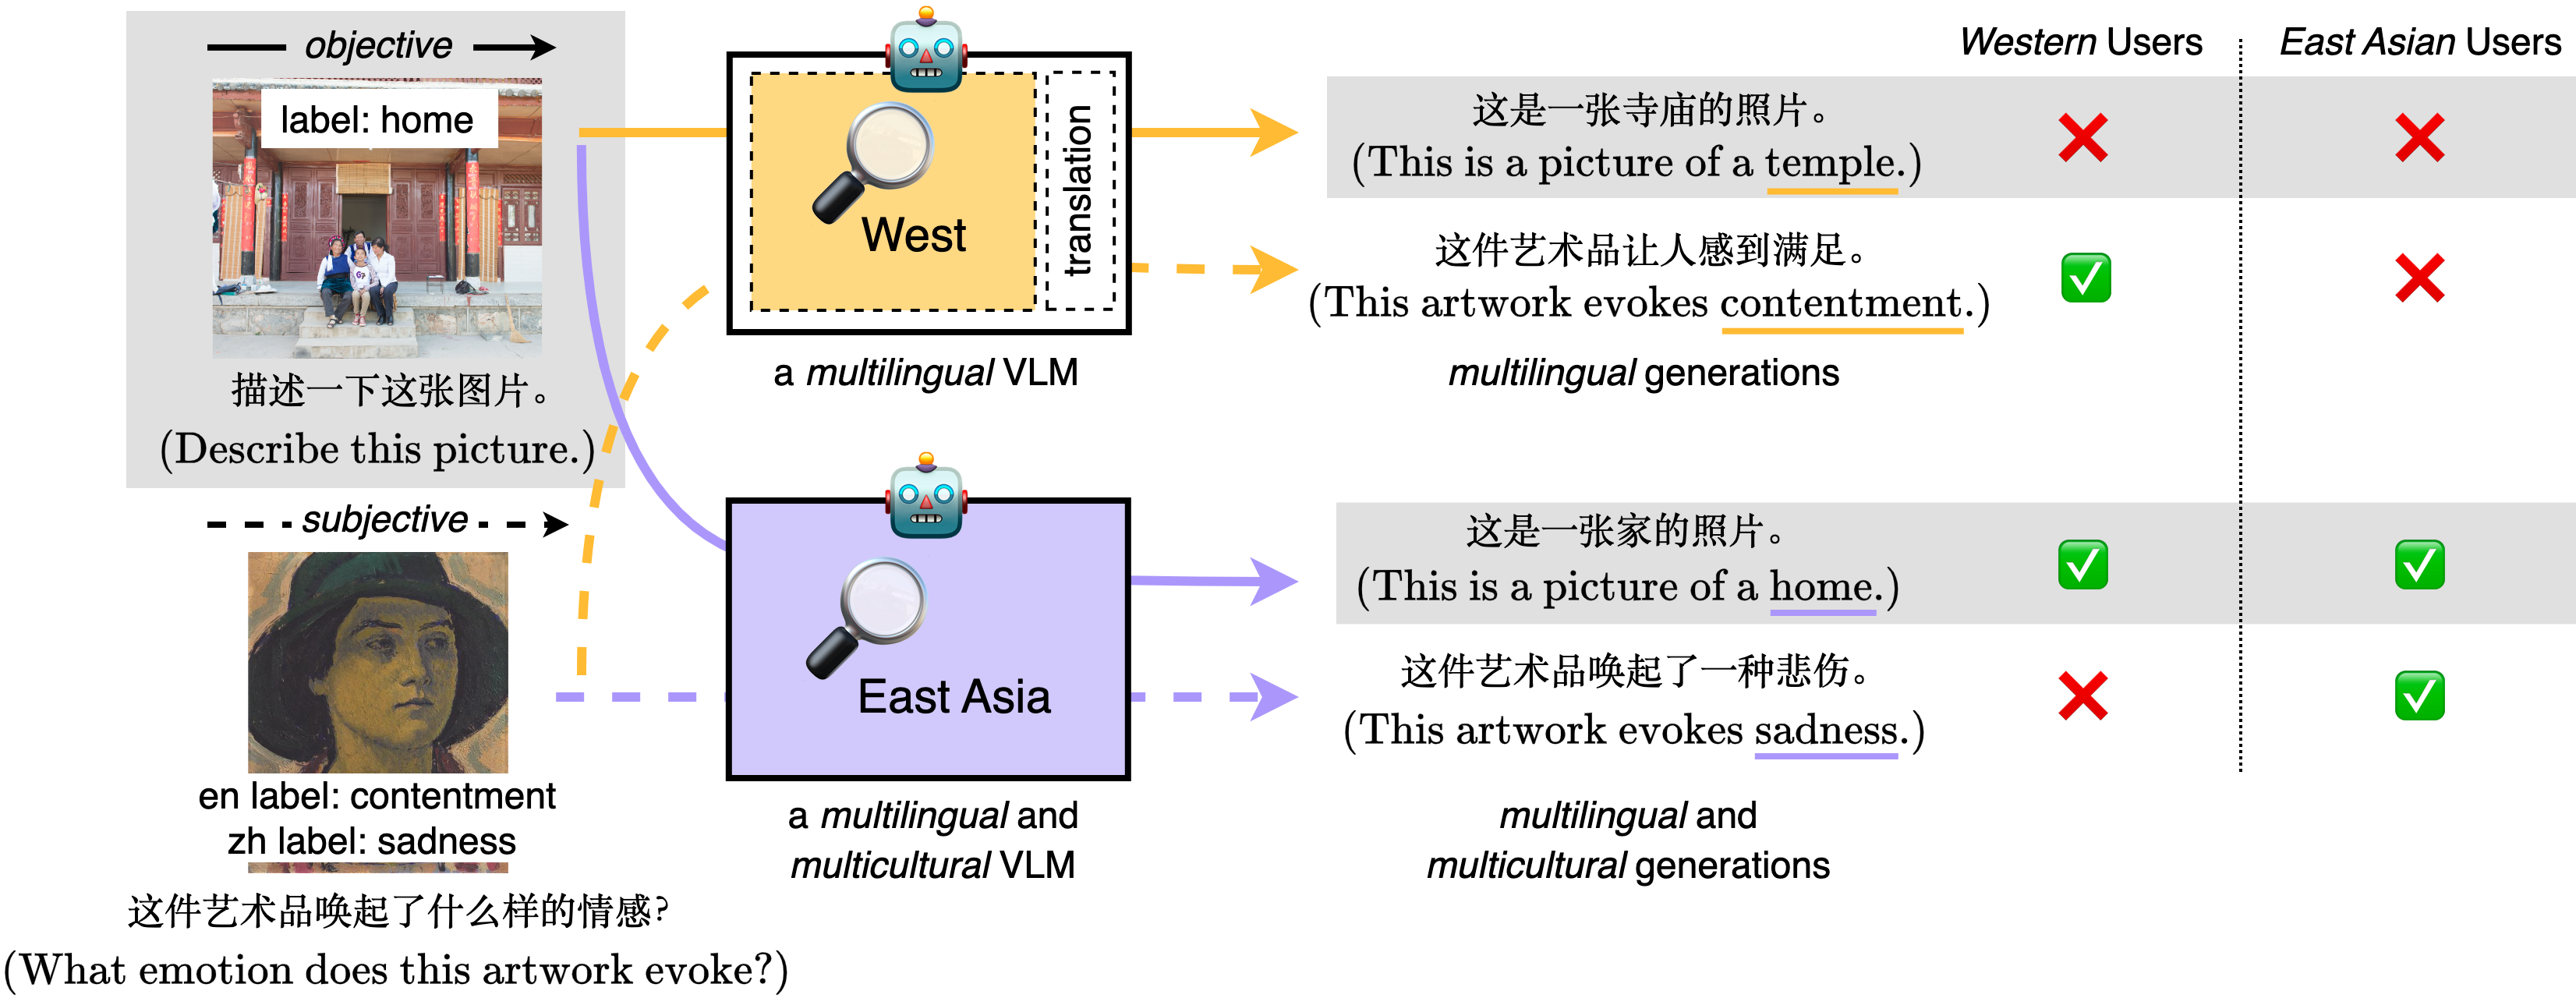 objective
label: home
描述一下这张图片。
(Describe this picture.)
subjective
en label: contentment
zh label: sadness
这件艺术品唤起了什么样的情感?
(What emotion does this artwork evoke?)
West
translation
a multilingual VLM
East Asia
a multilingual and
multicultural VLM
Western Users
East Asian Users
这是一张寺庙的照片。
(This is a picture of a temple.)
这件艺术品让人感到满足。
(This artwork evokes contentment.)
multilingual generations
这是一张家的照片。
(This is a picture of a home.)
这件艺术品唤起了一种悲伤。
(This artwork evokes sadness.)
multilingual and
multicultural generations